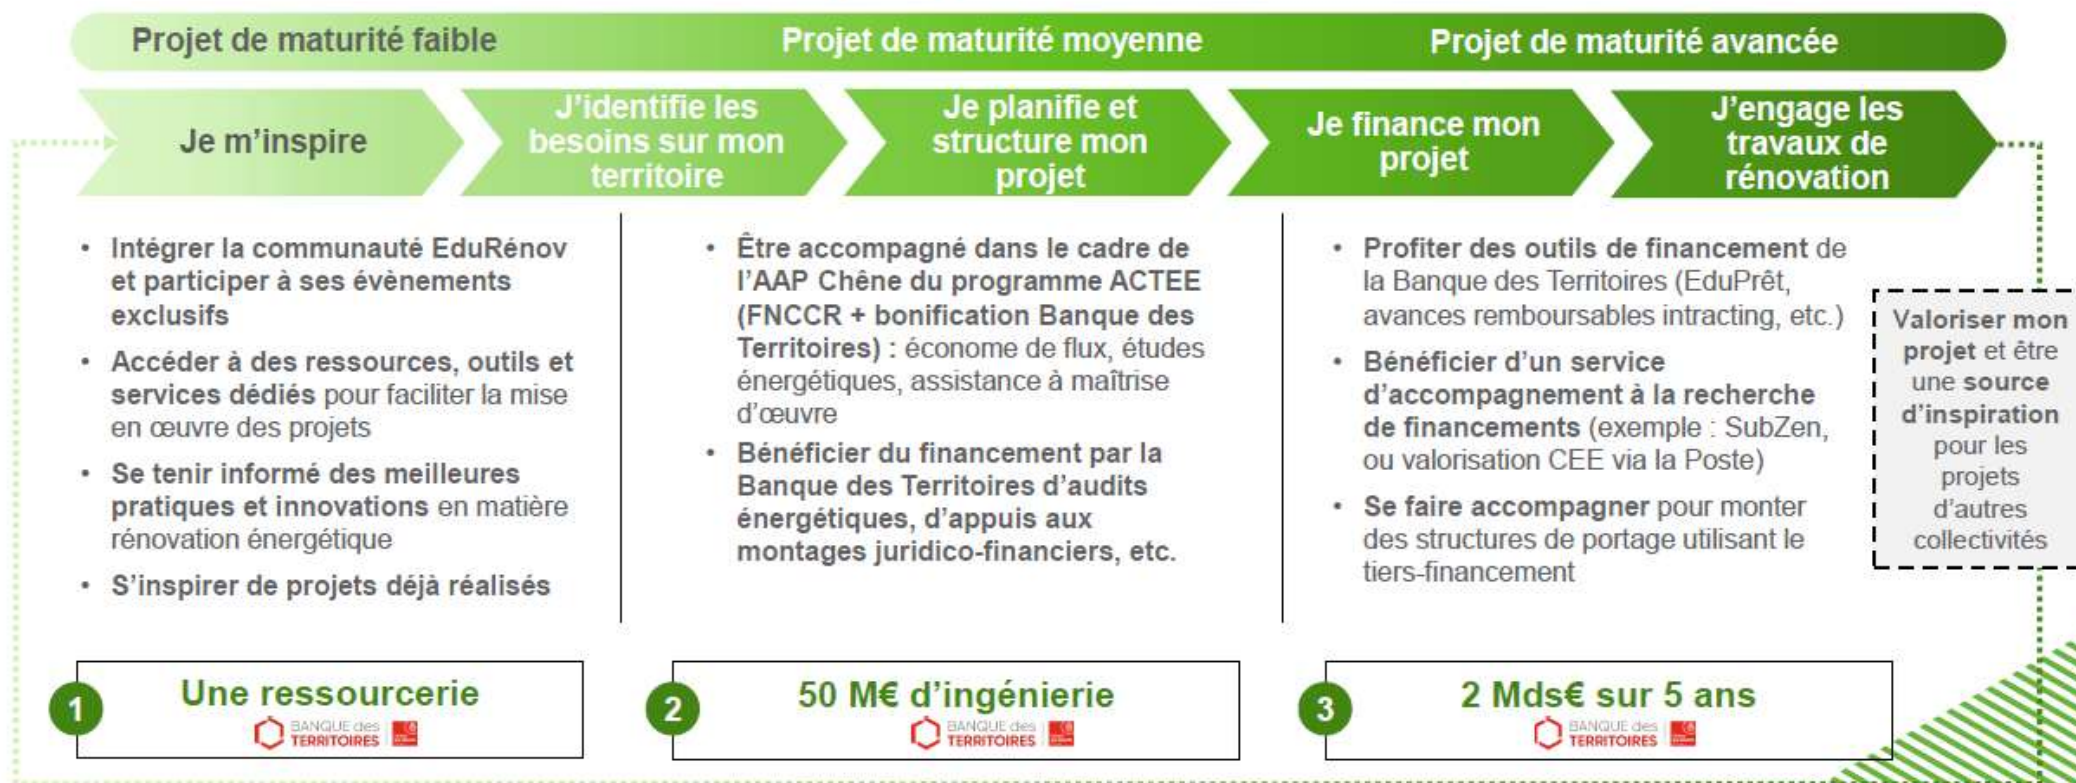 Projet de maturité faible
Projet de maturité moyenne
Projet de maturité avancée
Je m’inspire
J’identifie les
besoins sur mon
territoire
Je planifie et
structure mon
projet
Je finance mon
projet
J’engage les
travaux de
rénovation
• Intégrer la communauté EduRénov
et participer à ses évènements
exclusifs
• Accéder à des ressources, outils et
services dédiés pour faciliter la mise
en œuvre des projets
• Se tenir informé des meilleures
pratiques et innovations en matière
rénovation énergétique
• S’inspirer de projets déjà réalisés
• Être accompagné dans le cadre de
l’AAP Chêne du programme ACTEE
(FNCCR + bonification Banque des
Territoires) : économe de flux, études
énergétiques, assistance à maîtrise
d’œuvre
• Bénéficier du financement par la
Banque des Territoires d’audits
énergétiques, d’appuis aux
montages juridico-financiers, etc.
• Profiter des outils de financement de
la Banque des Territoires (EduPrêt,
avances remboursables intracting, etc.)
• Bénéficier d’un service
d’accompagnement à la recherche
de financements (exemple : SubZen,
ou valorisation CEE via la Poste)
• Se faire accompagner pour monter
des structures de portage utilisant le
tiers-financement
Valoriser mon
projet et être
une source
d’inspiration
pour les
projets
d’autres
collectivités
1
Une ressourcerie
BANQUE des
TERRITOIRES
2
50 M€ d’ingénierie
BANQUE des
TERRITOIRES
3
2 Mds€ sur 5 ans
BANQUE des
TERRITOIRES